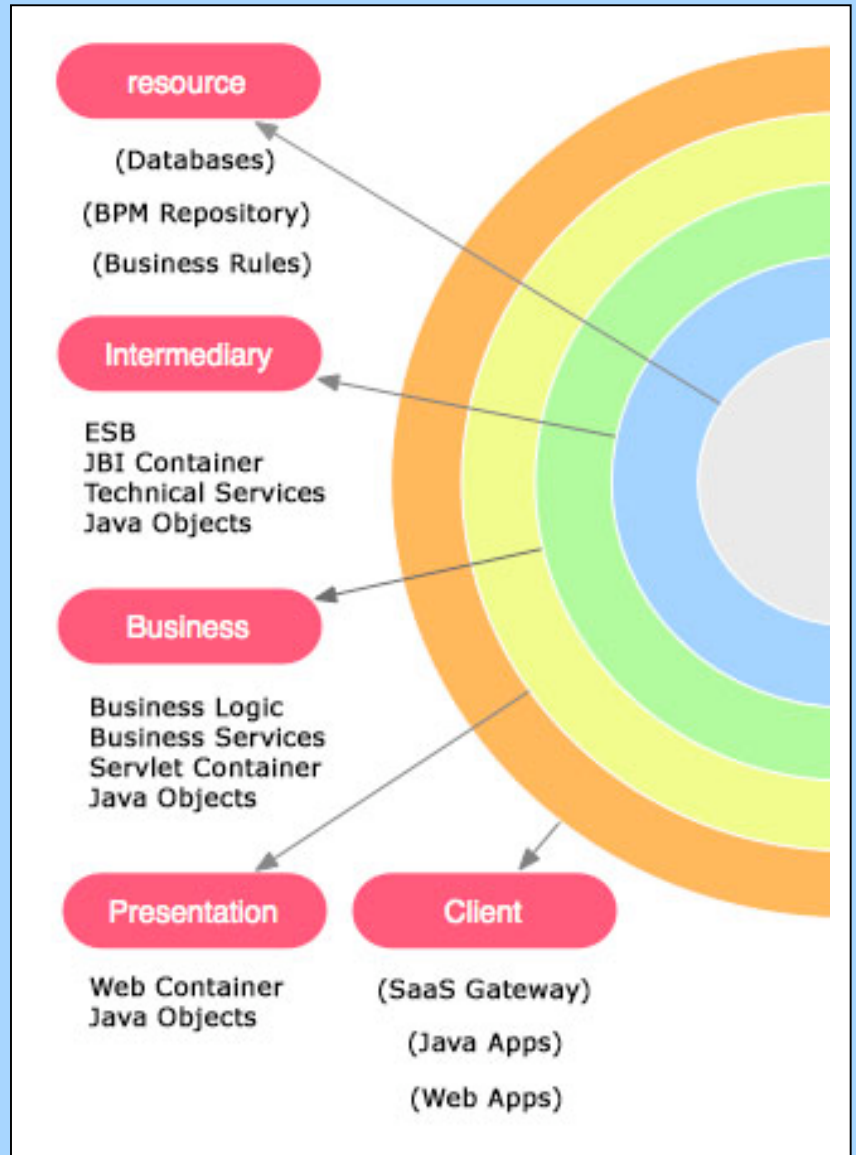 resource
(Databases)
(BPM Repository)
(Business Rules)
Intermediary
ESB
JBI Container
Technical Services
Java Objects
Business
Business Logic
Business Services
Servlet Container
Java Objects
Presentation
Web Container
Java Objects
Client
(SaaS Gateway)
(Java Apps)
(Web Apps)